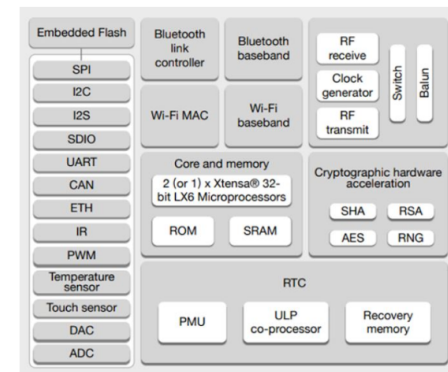 Embedded Flash
SPI
I2C
I2S
SDIO
UART
CAN
ETH
IR
PWM
Temperature
sensor
Touch sensor
DAC
ADC
Bluetooth
link
controller
Bluetooth
baseband
Wi-Fi MAC
Wi-Fi
baseband
RF
receive
Clock
generator
RF
transmit
Switch
Balun
Core and memory
2 (or 1) x Xtensa® 32-
bit LX6 Microprocessors
ROM
SRAM
Cryptographic hardware
acceleration
SHA
RSA
AES
RNG
RTC
PMU
ULP
co-processor
Recovery
memory